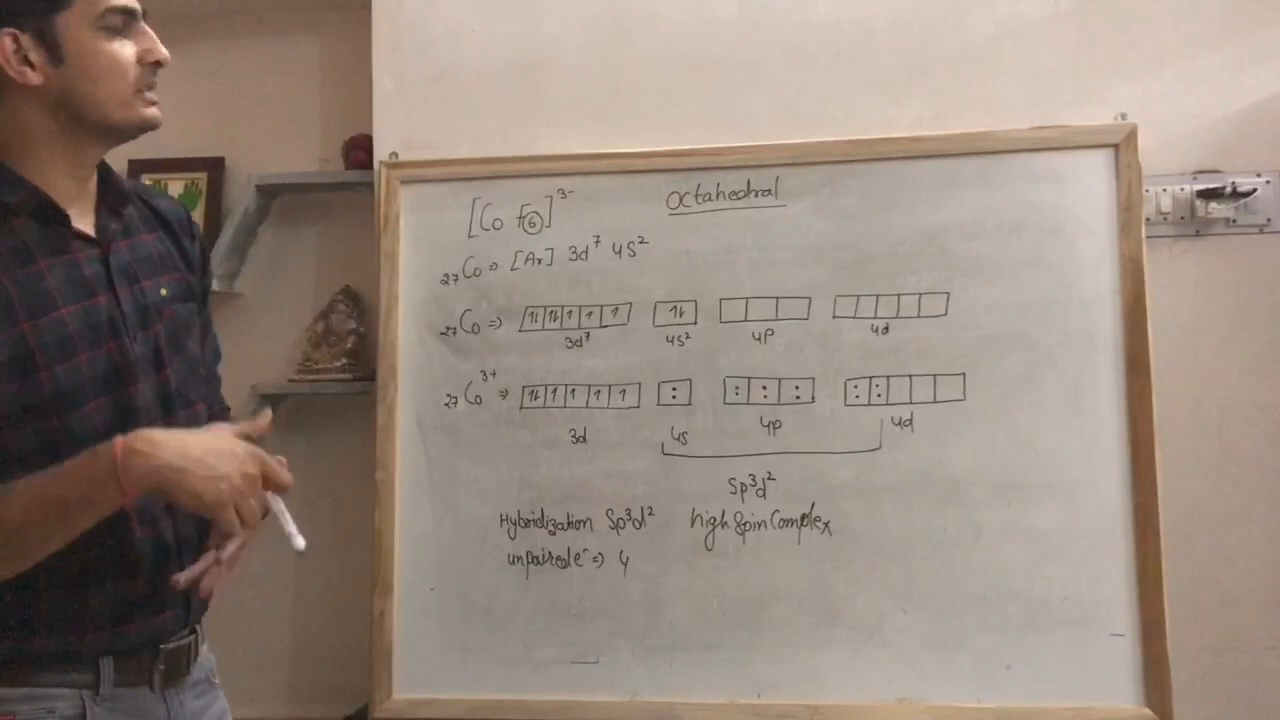 [Co F6]3- Octahedral
27Co ⇒ [Ar] 3d7 4S2
27Co ⇒ ⇅ ⇅ ↿ ↿ ↿ ⇅
3d7 4S2 4p 4d
27Co3+ ⇒ ⇅ ↿ ↿ ↿ ↿ : : : : : :
3d 4s 4p 4d
Sp3d2
Hybridization Sp3d2 high Spin Complex
unpaired e- ⇒ 4